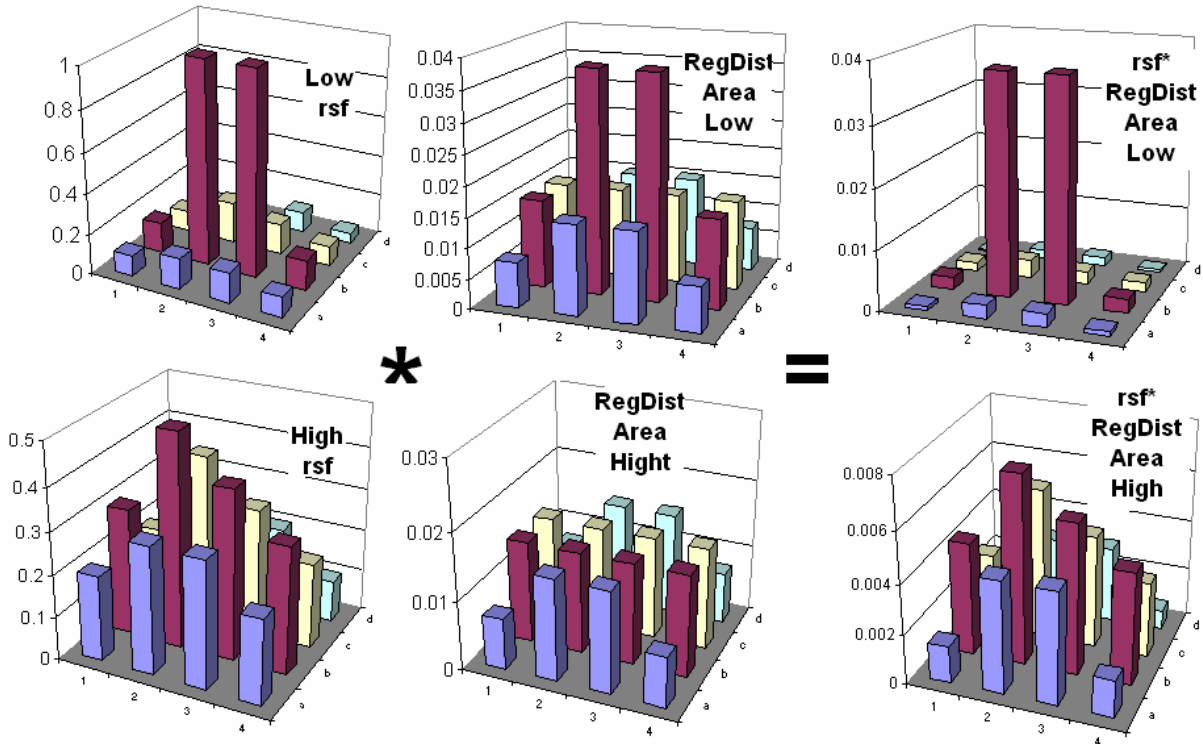 1
0.8
0.6
0.4
0.2
0
1
2
3
4
a
b
c
d
Low
rsf
0.04
0.035
0.03
0.025
0.02
0.015
0.01
0.005
0
1
2
3
4
a
b
c
d
RegDist
Area
Low
0.04
0.03
0.02
0.01
0
1
2
3
4
a
b
c
d
rsf*
RegDist
Area
Low
*
=
0.5
0.4
0.3
0.2
0.1
0
1
2
3
4
a
b
c
d
High
rsf
0.03
0.02
0.01
0
1
2
3
4
a
b
c
d
RegDist
Area
Hight
0.008
0.006
0.004
0.002
0
1
2
3
4
a
b
c
d
rsf*
RegDist
Area
High